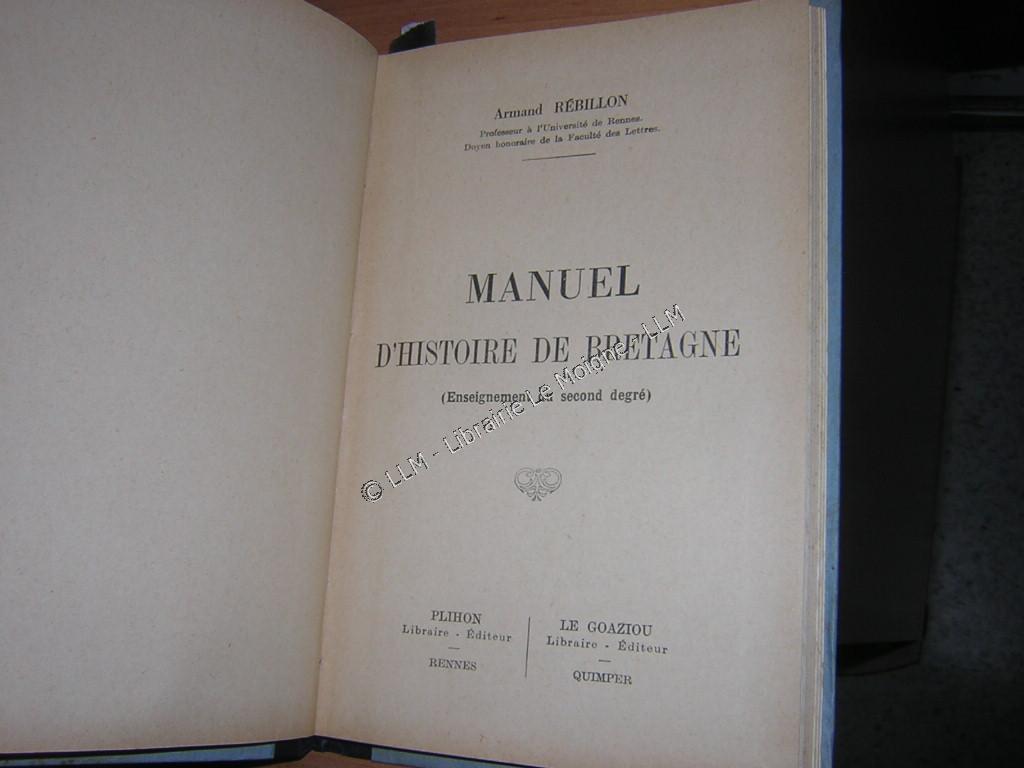 Armand RÉBILLON
Professeur à l'Université de Rennes.
Doyen honoraire de la Faculté des Lettres.
MANUEL
D'HISTOIRE DE BRETAGNE
(Enseignement du second degré)
© LLM - Librairie Le Moigne - LLM
PLIHON
Libraire - Éditeur
RENNES
LE GOAZIOU
Libraire - Éditeur
QUIMPER